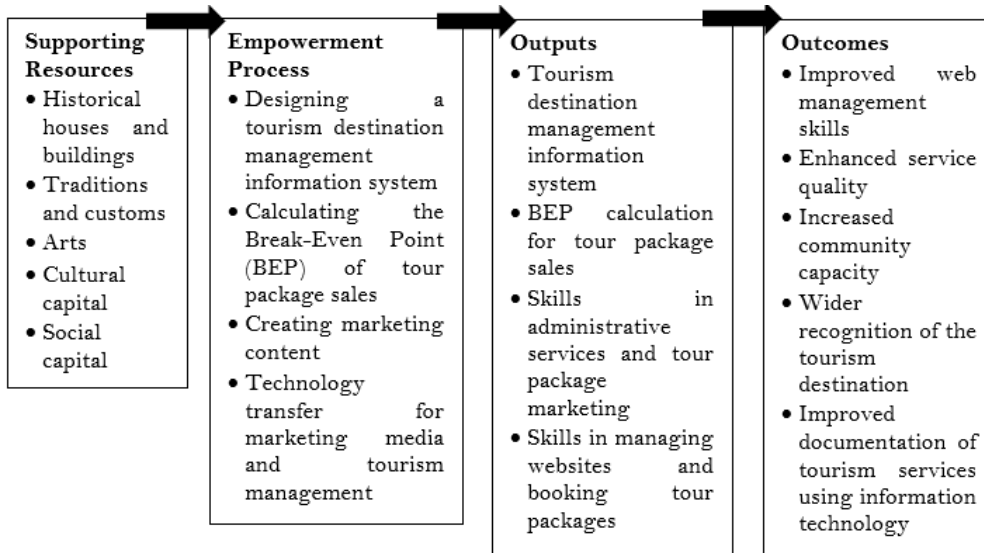 Supporting
Resources
• Historical
houses and
buildings
• Traditions
and customs
• Arts
• Cultural
capital
• Social
capital
Empowerment
Process
• Designing a
tourism destination
management
information system
• Calculating the
Break-Even Point
(BEP) of tour
package sales
• Creating marketing
content
• Technology
transfer for
marketing media
and tourism
management
Outputs
• Tourism
destination
management
information
system
• BEP calculation
for tour package
sales
• Skills in
administrative
services and tour
package
marketing
• Skills in managing
websites and
booking tour
packages
Outcomes
• Improved web
management
skills
• Enhanced service
quality
• Increased
community
capacity
• Wider
recognition of the
tourism
destination
• Improved
documentation of
tourism services
using information
technology